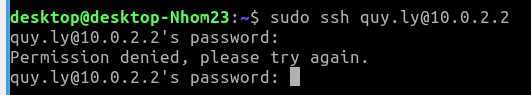 desktop@desktop-Nhom23:~$ sudo ssh quy.ly@10.0.2.2
quy.ly@10.0.2.2's password:
Permission denied, please try again.
quy.ly@10.0.2.2's password: